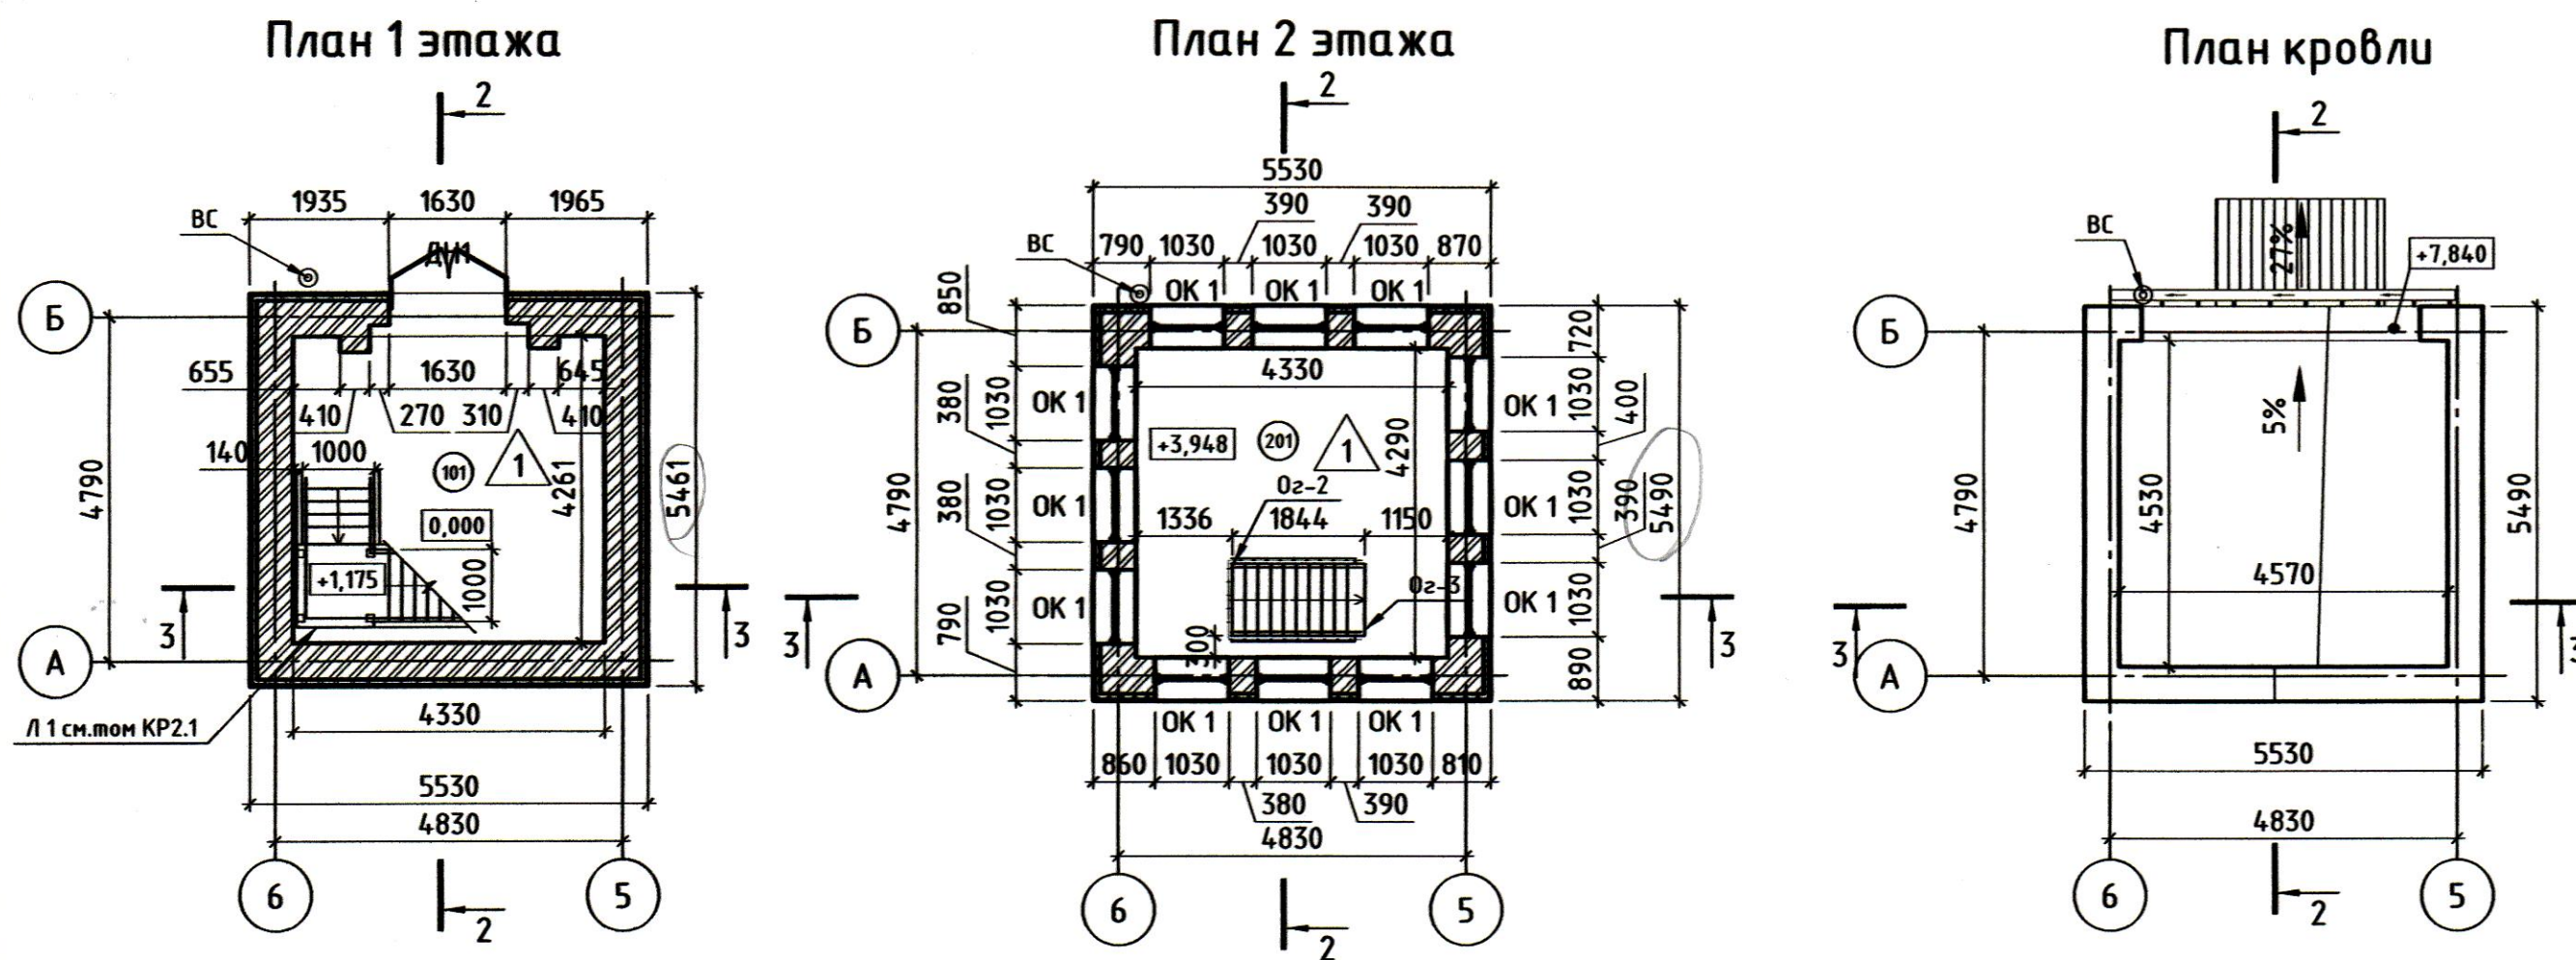 План 1 этажа
2
1935 1630 1965
ВС
ДН1
Б
655 1630 645
410 270 310 410
140 1000
101 1
4790
4261
5461
0,000
+1,175
1000
3 3
А
Л 1 см.том КР2.1
4330
5530
4830
6 5
2
План 2 этажа
2
5530
390 390
ВС
790 1030 1030 1030 870
ОК 1 ОК 1 ОК 1
Б
850
1030
380
1030
380
1030
790
4790
ОК 1
ОК 1
ОК 1
4330
+3,948 201 1
4290
Ог-2
1336 1844 1150
Ог-3
300
ОК 1
ОК 1
ОК 1
720
1030
400
1030
390
1030
890
5490
3 3
А
ОК 1 ОК 1 ОК 1
860 1030 1030 1030 810
380 390
4830
6 5
2
План кровли
2
ВС
27%
+7,840
Б
5%
4790
4530
5490
4570
3 3
А
5530
4830
6 5
2